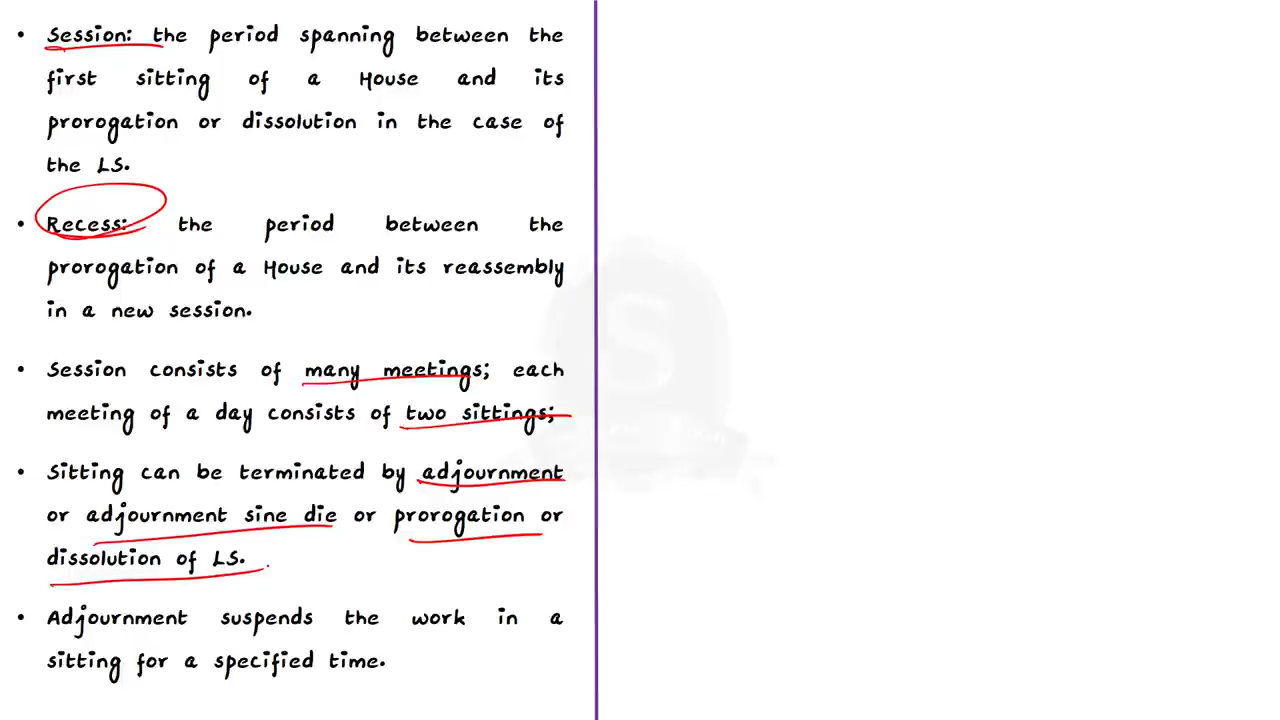 • Session: the period spanning between the
first sitting of a House and its
prorogation or dissolution in the case of
the LS.
• Recess: the period between the
prorogation of a House and its reassembly
in a new session.
• Session consists of many meetings; each
meeting of a day consists of two sittings;
• Sitting can be terminated by adjournment
or adjournment sine die or prorogation or
dissolution of LS.
• Adjournment suspends the work in a
sitting for a specified time.